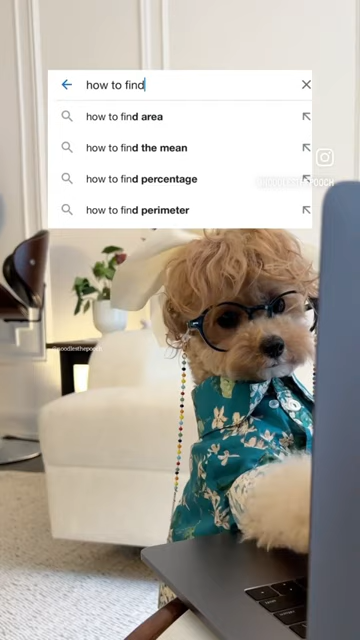 how to find
how to find area
how to find the mean
how to find percentage
how to find perimeter